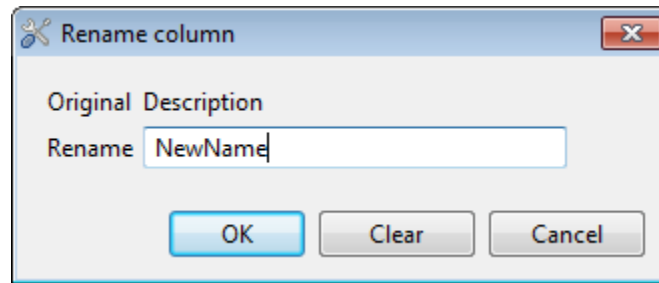 Rename column
Original Description
Rename NewName
OK Clear Cancel